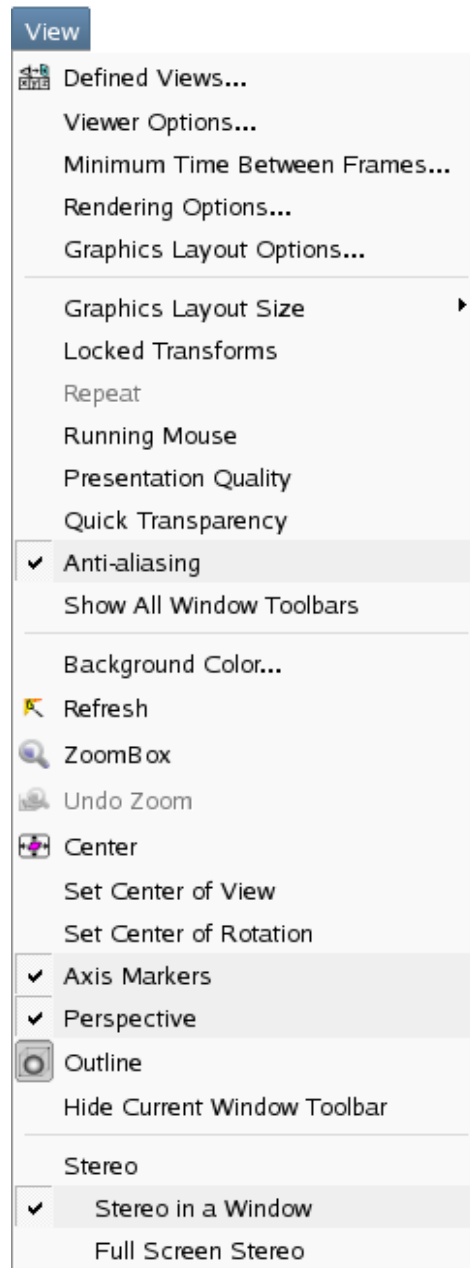 View
Defined Views...
Viewer Options...
Minimum Time Between Frames...
Rendering Options...
Graphics Layout Options...
Graphics Layout Size
Locked Transforms
Repeat
Running Mouse
Presentation Quality
Quick Transparency
Anti-aliasing
Show All Window Toolbars
Background Color...
Refresh
ZoomBox
Undo Zoom
Center
Set Center of View
Set Center of Rotation
Axis Markers
Perspective
Outline
Hide Current Window Toolbar
Stereo
Stereo in a Window
Full Screen Stereo